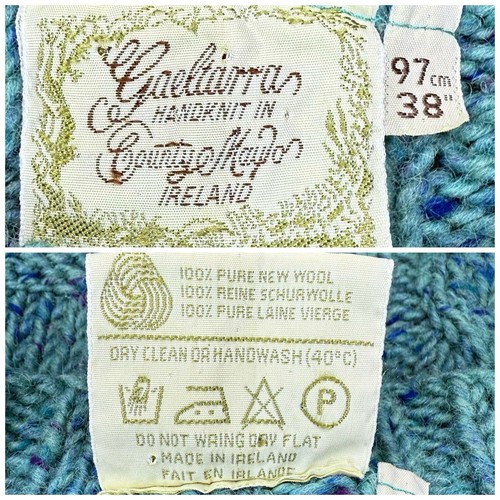 Gaeltarra
HANDKNIT IN
County Mayo
IRELAND
97cm
38"
100% PURE NEW WOOL
100% REINE SCHURWOLLE
100% PURE LAINE VIERGE
DRY CLEAN OR HANDWASH (40°C)
P
DO NOT WRING DRY FLAT
MADE IN IRELAND
FAIT EN IRLANDE